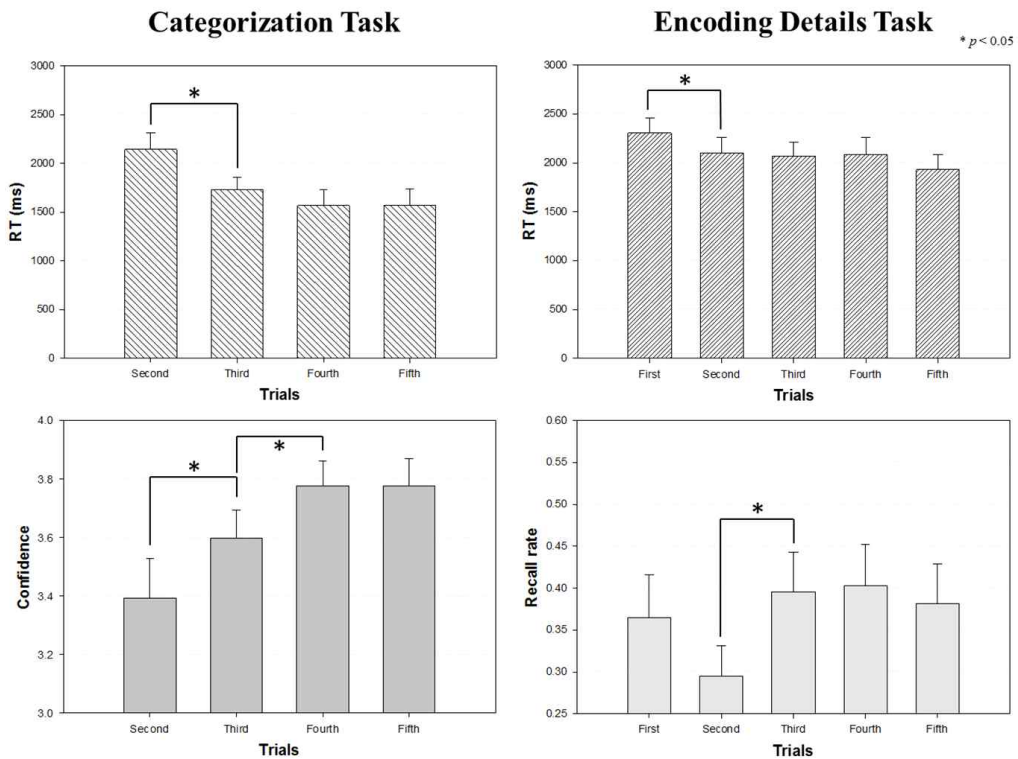 Categorization Task
Encoding Details Task
* p < 0.05
3000
2500
2000
1500
1000
500
0
RT (ms)
*
Second Third Fourth Fifth
Trials
3000
2500
2000
1500
1000
500
0
RT (ms)
*
First Second Third Fourth Fifth
Trials
4.0
3.8
3.6
3.4
3.2
3.0
Confidence
*
*
Second Third Fourth Fifth
Trials
0.60
0.55
0.50
0.45
0.40
0.35
0.30
0.25
Recall rate
*
First Second Third Fourth Fifth
Trials